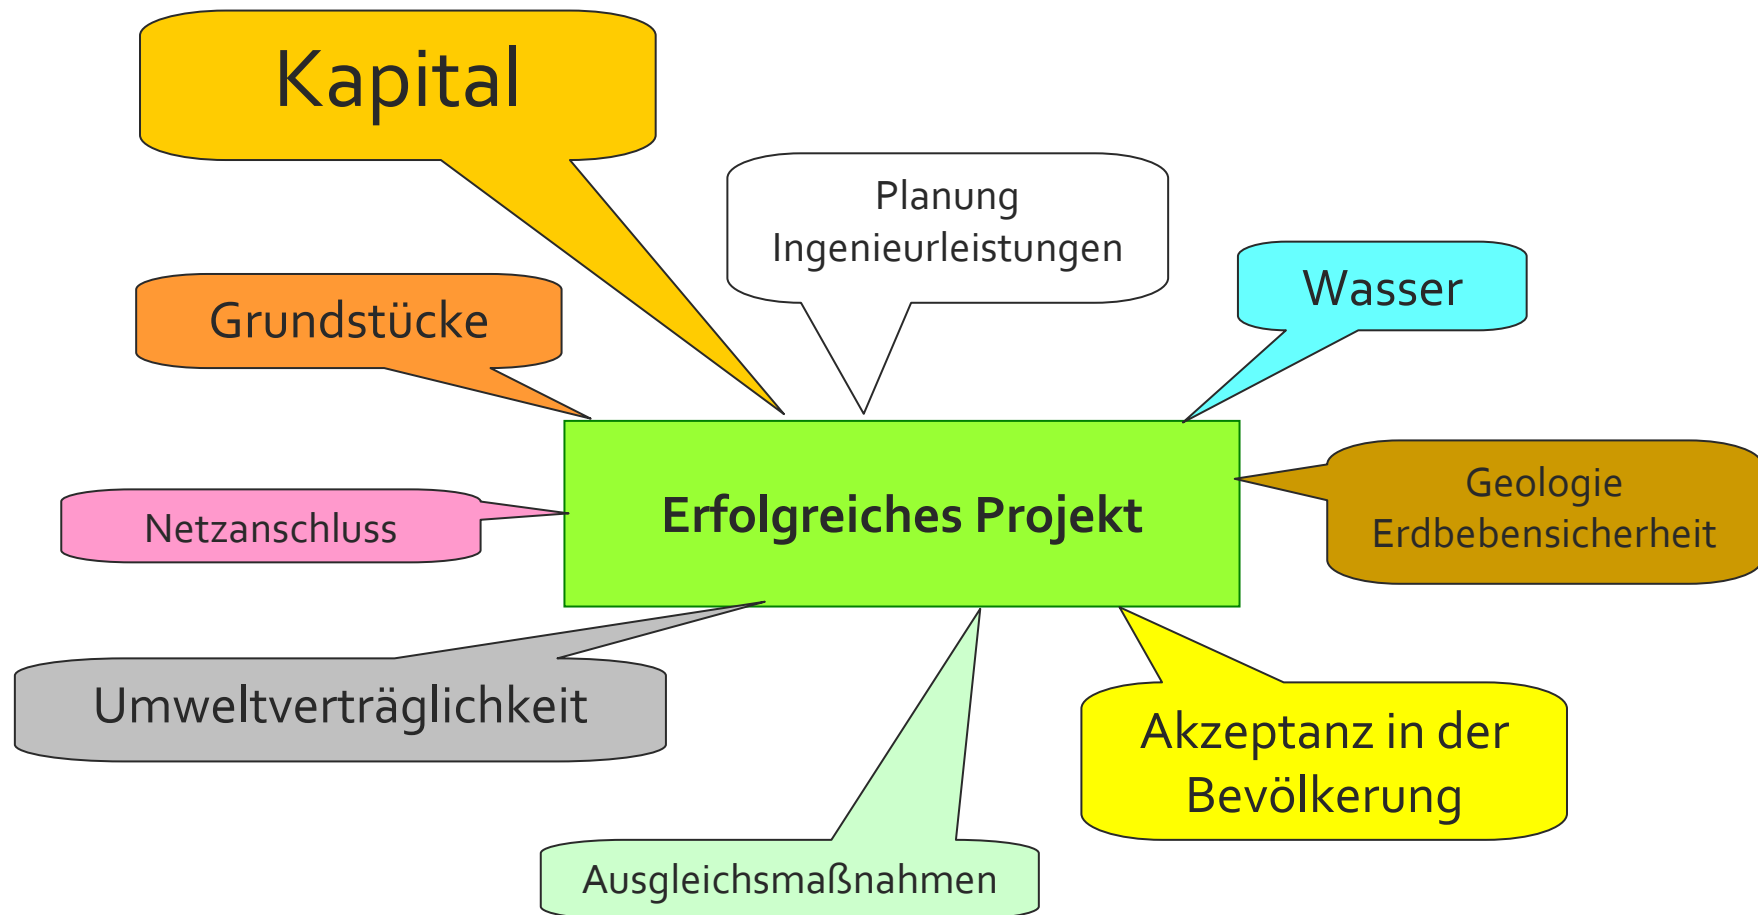 Kapital
Planung
Ingenieurleistungen
Wasser
Grundstücke
Geologie
Erdbebensicherheit
Erfolgreiches Projekt
Netzanschluss
Umweltverträglichkeit
Akzeptanz in der
Bevölkerung
Ausgleichsmaßnahmen